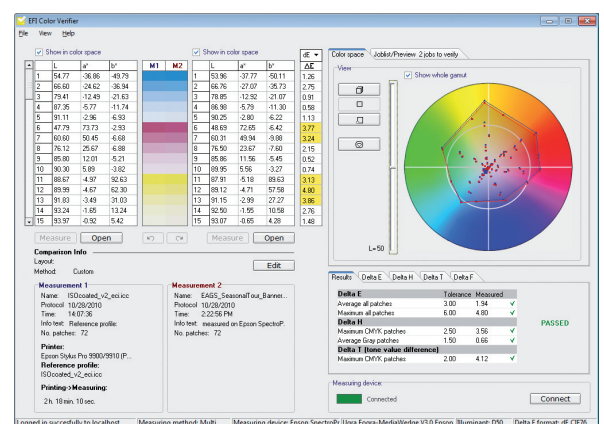 EFI Color Verifier
File View Help
Show in color space
Show in color space
dE
L a* b* M1 M2 L a* b* ΔE
1 54.77 -36.86 -49.79 1 53.96 -37.77 -50.11 1.26
2 66.60 -24.62 -36.94 2 66.76 -27.07 -35.73 2.75
3 79.41 -12.49 -21.63 3 78.85 -12.92 -21.07 0.91
4 87.35 -5.77 -11.74 4 86.98 -5.79 -11.30 0.58
5 91.11 -2.96 -6.93 5 90.25 -2.80 -6.22 1.13
6 47.79 73.73 -2.93 6 48.69 72.65 -6.42 3.77
7 60.60 50.45 -6.68 7 60.31 49.94 -9.88 3.24
8 76.12 25.67 -6.88 8 76.50 23.67 -7.60 2.15
9 85.80 12.01 -5.21 9 85.86 11.56 -5.45 0.52
10 90.30 5.89 -3.82 10 89.95 5.56 -3.27 0.74
11 88.67 -4.97 92.63 11 87.91 -5.18 89.63 3.13
12 89.99 -4.67 62.30 12 89.12 -4.71 57.58 4.80
13 91.83 -3.49 31.03 13 91.15 -2.99 27.27 3.86
14 93.24 -1.65 13.24 14 92.50 -1.55 10.58 2.76
15 93.97 -0.92 5.42 15 93.07 -0.65 4.28 1.48
Measure Open Measure Open
Comparison Info
Layout:
Method: Custom
Edit
Measurement 1
Name: ISOcoated_v2_eci.icc
Protocol 10/28/2010
Time: 14:07:36
Info text: Reference profile:
No. patches: 72
Printer:
Epson Stylus Pro 9900/9910 (P...
Reference profile:
ISOcoated_v2_eci.icc
Printing->Measuring:
2 h. 18 min. 10 sec.
Measurement 2
Name: EAGS_SeasonalTour_Banner...
Protocol 10/28/2010
Time: 2:22:56 PM
Info text: measured on Epson SpectroP.
No. patches: 72
Color space Joblist/Preview 2 jobs to verify
View
Show whole gamut
L=50
Results Delta E Delta H Delta T Delta F
Delta E Tolerance Measured
Average all patches 3.00 1.94
Maximum all patches 6.00 4.80
Delta H
Maximum CMYK patches 2.50 3.56
Average Gray patches 1.50 0.66
Delta T (tone value difference)
Maximum CMYK patches 2.00 4.12
PASSED
Measuring device:
Connected
Connect
Logged in succesfully to localhost Measuring method: Multi Measuring device: Epson SpectroPr Ugra Fogra-MediaWedge V3.0 Epson Illuminant: D50 Delta E format: dE CIE76